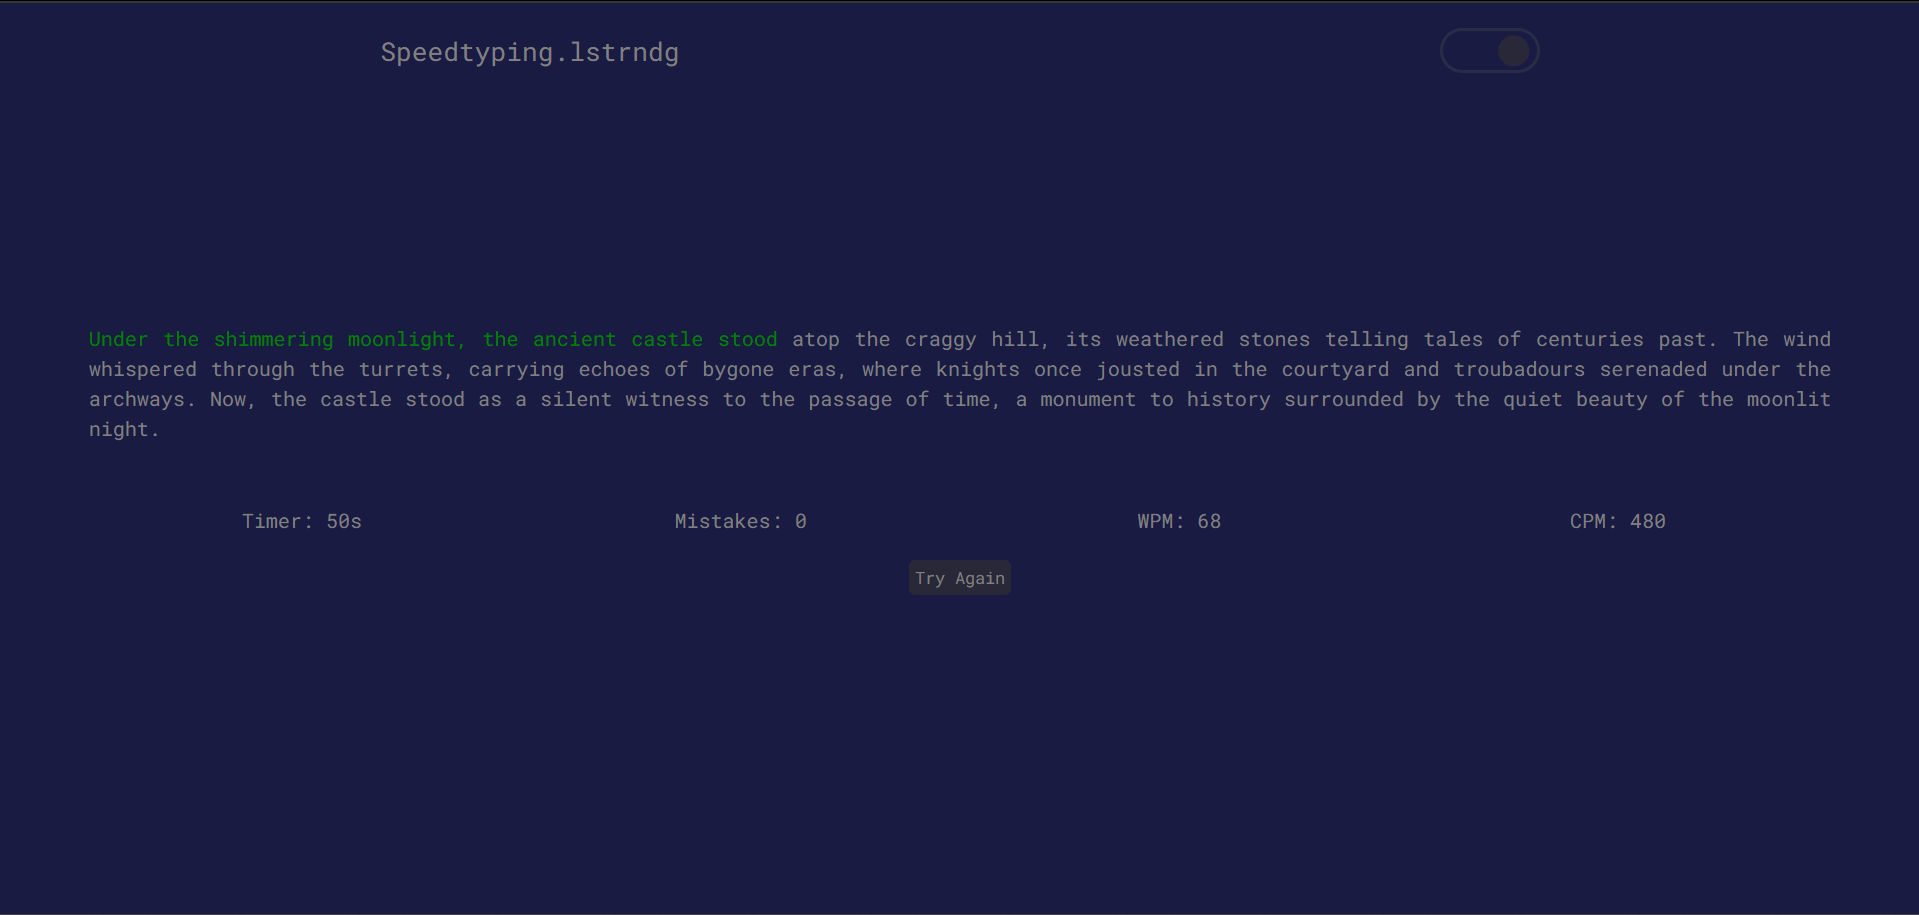 Speedtyping.lstrndg
Under the shimmering moonlight, the ancient castle stood atop the craggy hill, its weathered stones telling tales of centuries past. The wind
whispered through the turrets, carrying echoes of bygone eras, where knights once jousted in the courtyard and troubadours serenaded under the
archways. Now, the castle stood as a silent witness to the passage of time, a monument to history surrounded by the quiet beauty of the moonlit
night.
Timer: 50s Mistakes: 0 WPM: 68 CPM: 480
Try Again